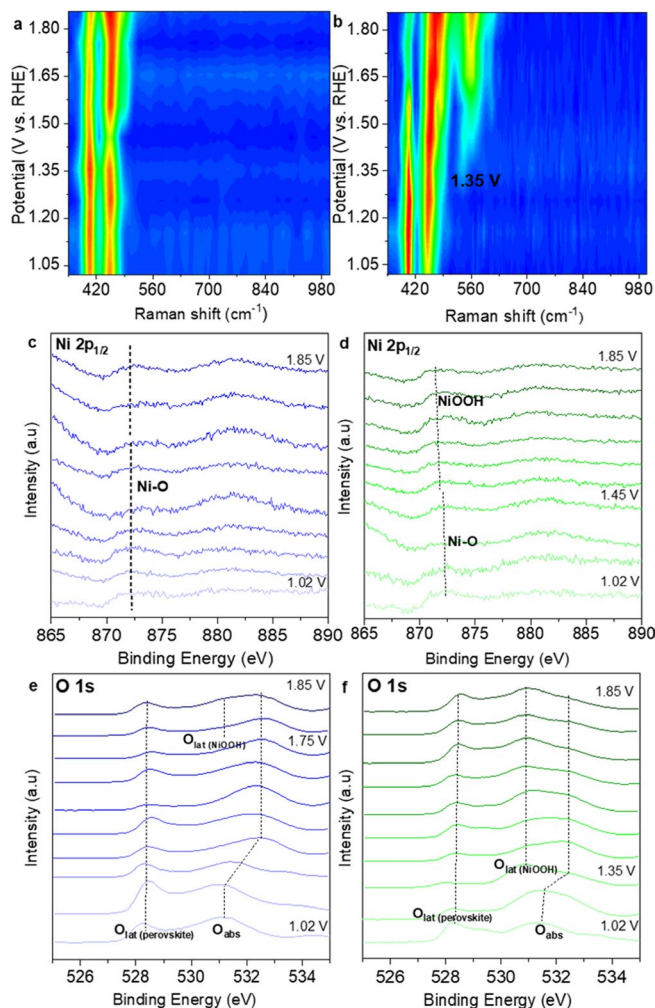 a
b
Potential (V vs. RHE)
1.80
1.65
1.50
1.35
1.20
1.05
420 560 700 840 980
Raman shift (cm⁻¹)
Potential (V vs. RHE)
1.80
1.65
1.50
1.35
1.20
1.05
1.35 V
420 560 700 840 980
Raman shift (cm⁻¹)
c Ni 2p1/2
1.85 V
Ni-O
1.02 V
Intensity (a.u)
865 870 875 880 885 890
Binding Energy (eV)
d Ni 2p1/2
1.85 V
NiOOH
1.45 V
Ni-O
1.02 V
Intensity (a.u)
865 870 875 880 885 890
Binding Energy (eV)
e O 1s
1.85 V
Olat (NiOOH)
1.75 V
Olat (perovskite)
Oabs
1.02 V
Intensity (a.u)
526 528 530 532 534
Binding Energy (eV)
f O 1s
1.85 V
Olat (NiOOH)
1.35 V
Olat (perovskite)
Oabs
1.02 V
Intensity (a.u)
526 528 530 532 534
Binding Energy (eV)